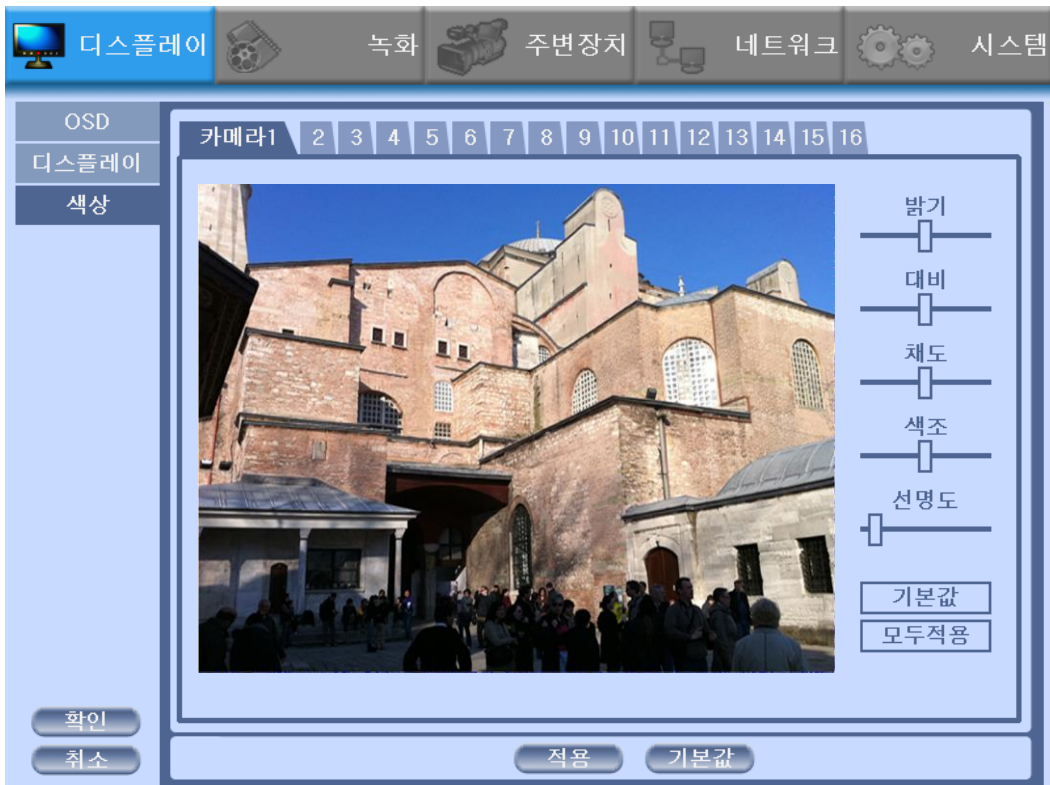 디스플레이 녹화 주변장치 네트워크 시스템
OSD
디스플레이
색상
카메라1 2 3 4 5 6 7 8 9 10 11 12 13 14 15 16
밝기
대비
채도
색조
선명도
기본값
모두적용
확인
취소
적용 기본값